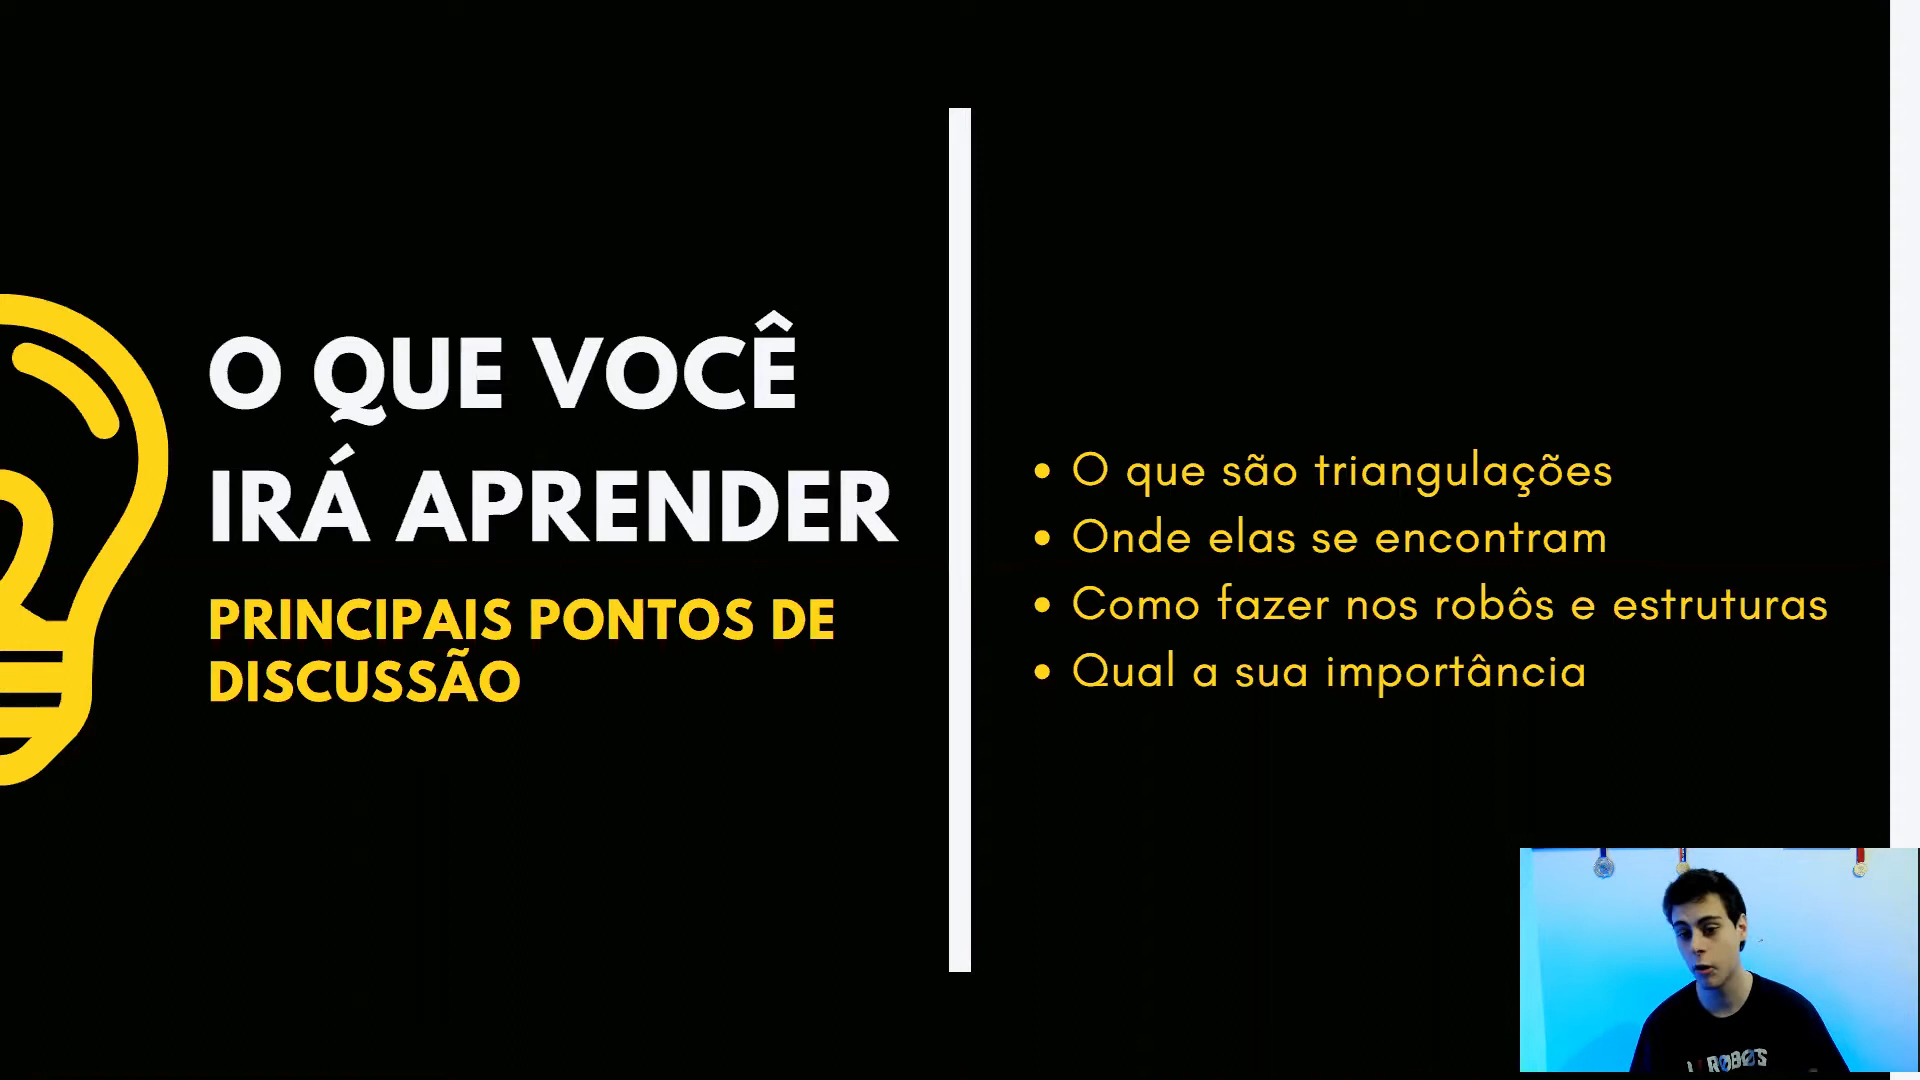 O QUE VOCÊ
IRÁ APRENDER
PRINCIPAIS PONTOS DE
DISCUSSÃO
• O que são triangulações
• Onde elas se encontram
• Como fazer nos robôs e estruturas
• Qual a sua importância